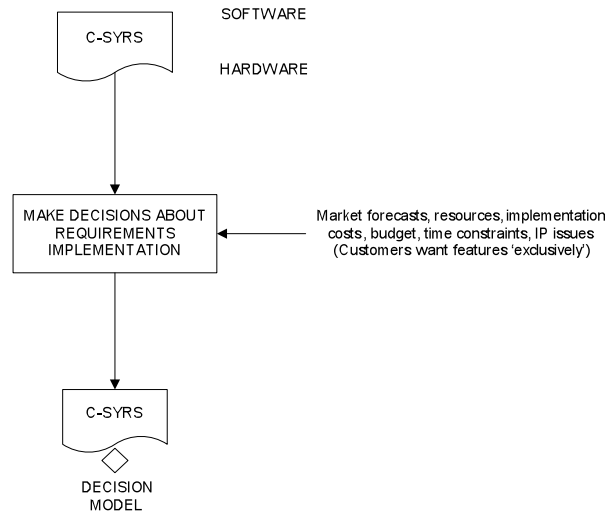 SOFTWARE
C-SYRS
HARDWARE
MAKE DECISIONS ABOUT
REQUIREMENTS
IMPLEMENTATION
Market forecasts, resources, implementation
costs, budget, time constraints, IP issues
(Customers want features ‘exclusively’)
C-SYRS
DECISION
MODEL